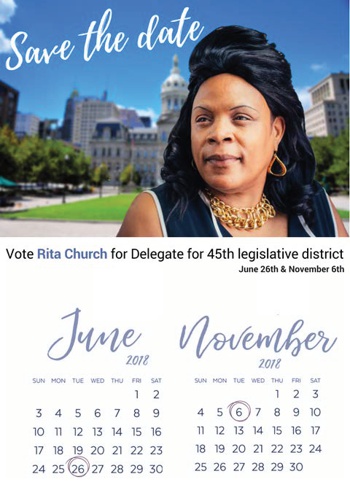 Save the date
Vote Rita Church for Delegate for 45th legislative district
June 26th & November 6th
June
2018
SUN MON TUE WED THU FRI SAT
1 2
3 4 5 6 7 8 9
10 11 12 13 14 15 16
17 18 19 20 21 22 23
24 25 26 27 28 29 30
November
2018
SUN MON TUE WED THU FRI SAT
1 2 3
4 5 6 7 8 9 10
11 12 13 14 15 16 17
18 19 20 21 22 23 24
25 26 27 28 29 30